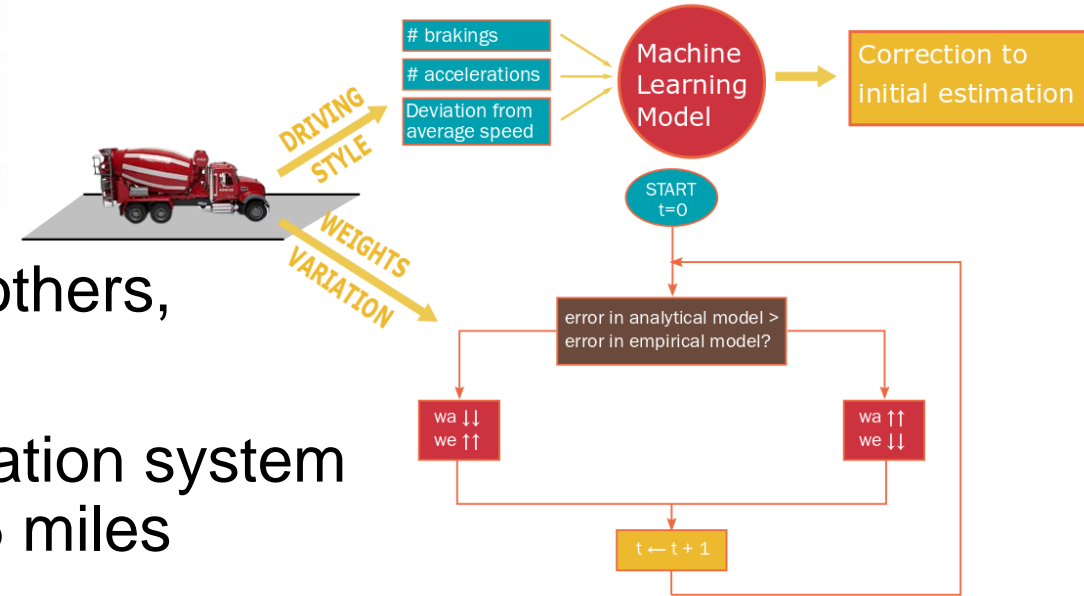 # brakings
# accelerations
Deviation from
average speed
Machine
Learning
Model
Correction to
initial estimation
DRIVING
STYLE
WEIGHTS
VARIATION
START
t=0
error in analytical model >
error in empirical model?
wa ↓↓
we ↑↑
wa ↑↑
we ↓↓
t ← t + 1
others,
ation system
miles